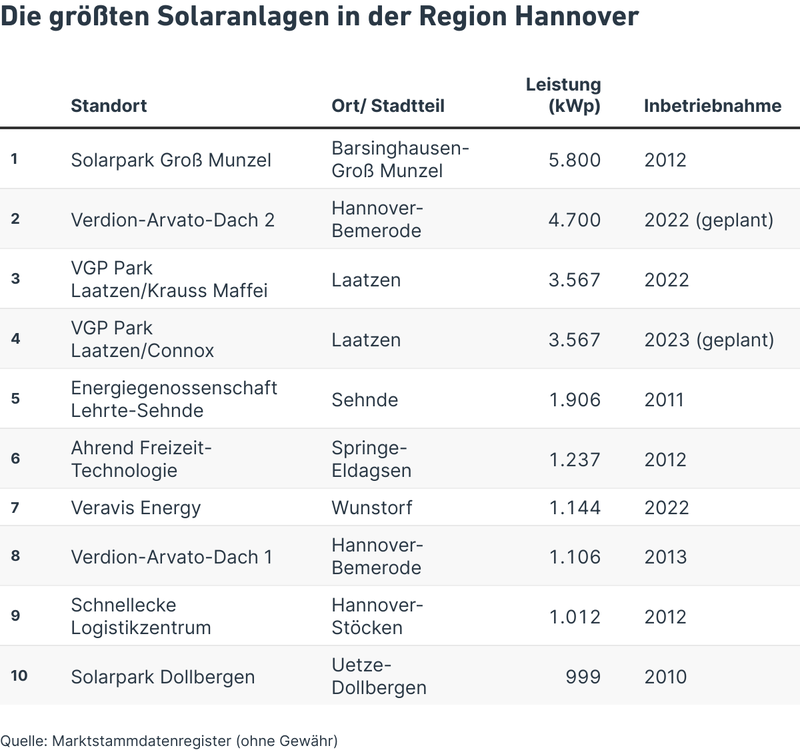 Die größten Solaranlagen in der Region Hannover
Leistung
Standort Ort/ Stadtteil (kWp) Inbetriebnahme
Barsinghausen-
1 Solarpark Groß Munzel 5.800 2012
Groß Munzel
Hannover-
2 Verdion-Arvato-Dach 2 4.700 2022 (geplant)
Bemerode
VGP Park
3 Laatzen 3.567 2022
Laatzen/Krauss Maffei
VGP Park
4 Laatzen 3.567 2023 (geplant)
Laatzen/Connox
Energiegenossenschaft
5 Sehnde 1.906 2011
Lehrte-Sehnde
Ahrend Freizeit- Springe-
6 1.237 2012
Technologie Eldagsen
7 Veravis Energy Wunstorf 1.144 2022
Hannover-
8 Verdion-Arvato-Dach 1 1.106 2013
Bemerode
Schnellecke Hannover-
9 1.012 2012
Logistikzentrum Stöcken
Uetze-
10 Solarpark Dollbergen 999 2010
Dollbergen
Quelle: Marktstammdatenregister (ohne Gewähr)